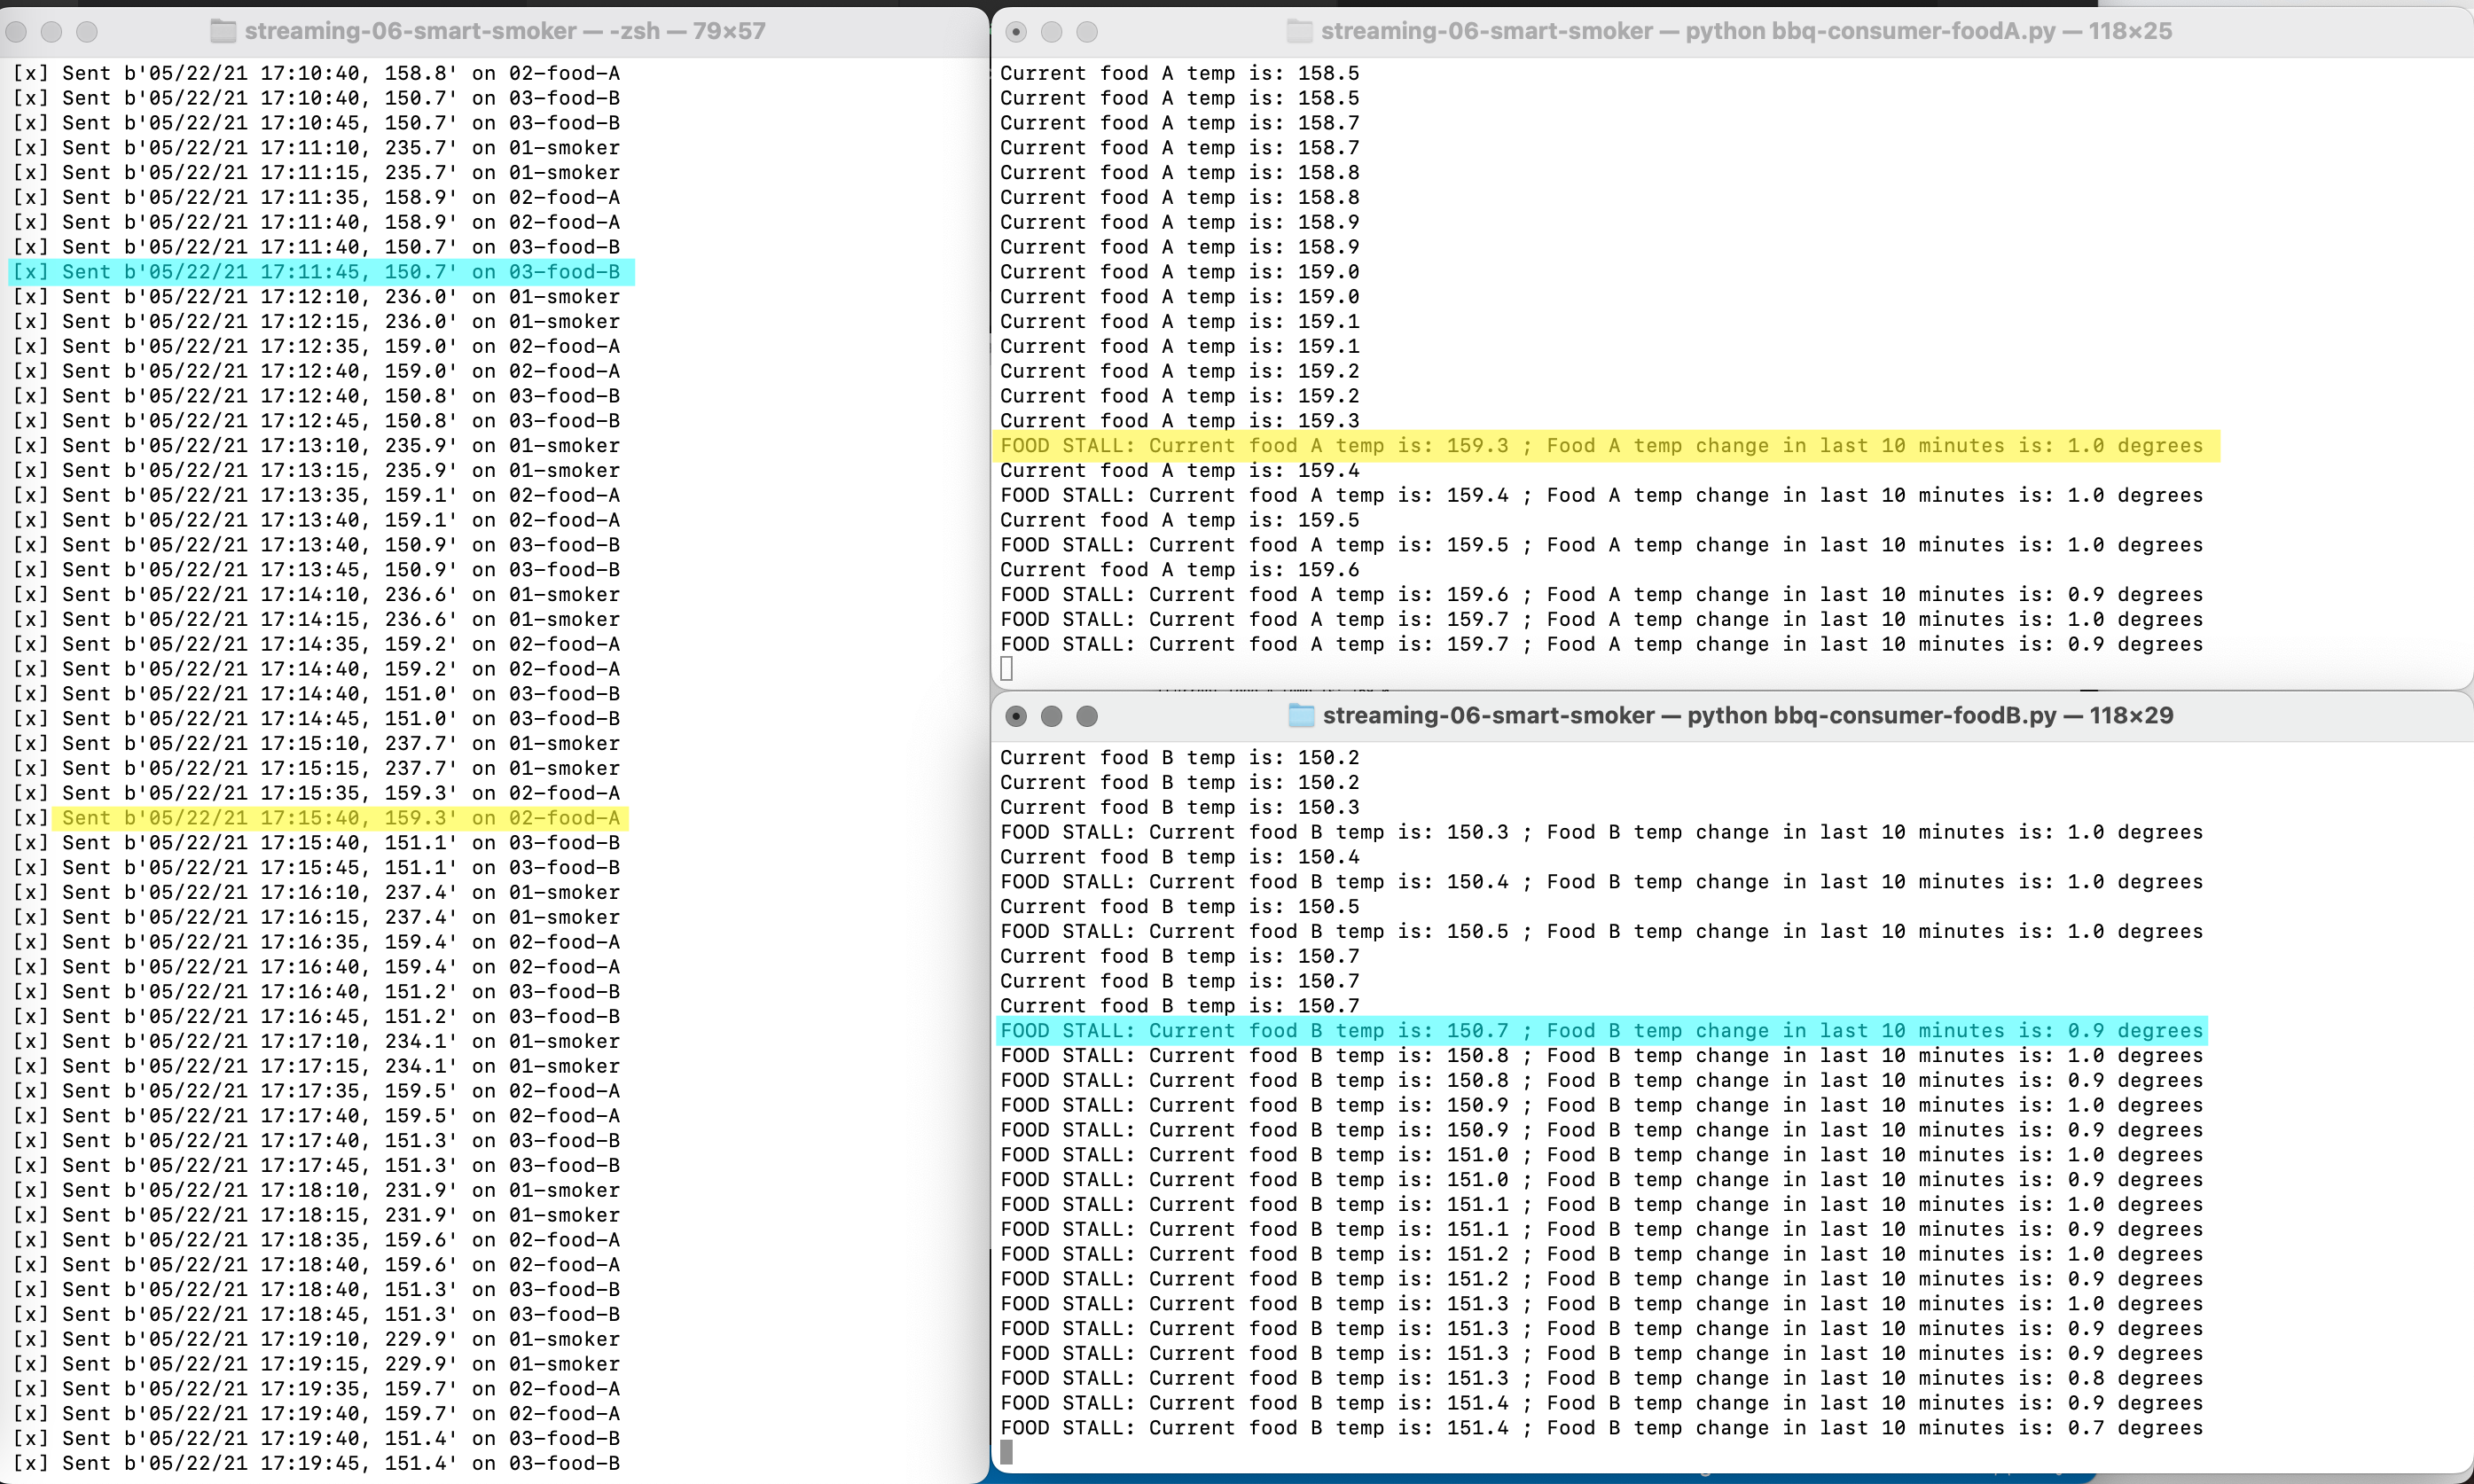 streaming-06-smart-smoker — -zsh — 79×57
[x] Sent b'05/22/21 17:10:40, 158.8' on 02-food-A
[x] Sent b'05/22/21 17:10:40, 150.7' on 03-food-B
[x] Sent b'05/22/21 17:10:45, 150.7' on 03-food-B
[x] Sent b'05/22/21 17:11:10, 235.7' on 01-smoker
[x] Sent b'05/22/21 17:11:15, 235.7' on 01-smoker
[x] Sent b'05/22/21 17:11:35, 158.9' on 02-food-A
[x] Sent b'05/22/21 17:11:40, 158.9' on 02-food-A
[x] Sent b'05/22/21 17:11:40, 150.7' on 03-food-B
[x] Sent b'05/22/21 17:11:45, 150.7' on 03-food-B
[x] Sent b'05/22/21 17:12:10, 236.0' on 01-smoker
[x] Sent b'05/22/21 17:12:15, 236.0' on 01-smoker
[x] Sent b'05/22/21 17:12:35, 159.0' on 02-food-A
[x] Sent b'05/22/21 17:12:40, 159.0' on 02-food-A
[x] Sent b'05/22/21 17:12:40, 150.8' on 03-food-B
[x] Sent b'05/22/21 17:12:45, 150.8' on 03-food-B
[x] Sent b'05/22/21 17:13:10, 235.9' on 01-smoker
[x] Sent b'05/22/21 17:13:15, 235.9' on 01-smoker
[x] Sent b'05/22/21 17:13:35, 159.1' on 02-food-A
[x] Sent b'05/22/21 17:13:40, 159.1' on 02-food-A
[x] Sent b'05/22/21 17:13:40, 150.9' on 03-food-B
[x] Sent b'05/22/21 17:13:45, 150.9' on 03-food-B
[x] Sent b'05/22/21 17:14:10, 236.6' on 01-smoker
[x] Sent b'05/22/21 17:14:15, 236.6' on 01-smoker
[x] Sent b'05/22/21 17:14:35, 159.2' on 02-food-A
[x] Sent b'05/22/21 17:14:40, 159.2' on 02-food-A
[x] Sent b'05/22/21 17:14:40, 151.0' on 03-food-B
[x] Sent b'05/22/21 17:14:45, 151.0' on 03-food-B
[x] Sent b'05/22/21 17:15:10, 237.7' on 01-smoker
[x] Sent b'05/22/21 17:15:15, 237.7' on 01-smoker
[x] Sent b'05/22/21 17:15:35, 159.3' on 02-food-A
[x] Sent b'05/22/21 17:15:40, 159.3' on 02-food-A
[x] Sent b'05/22/21 17:15:40, 151.1' on 03-food-B
[x] Sent b'05/22/21 17:15:45, 151.1' on 03-food-B
[x] Sent b'05/22/21 17:16:10, 237.4' on 01-smoker
[x] Sent b'05/22/21 17:16:15, 237.4' on 01-smoker
[x] Sent b'05/22/21 17:16:35, 159.4' on 02-food-A
[x] Sent b'05/22/21 17:16:40, 159.4' on 02-food-A
[x] Sent b'05/22/21 17:16:40, 151.2' on 03-food-B
[x] Sent b'05/22/21 17:16:45, 151.2' on 03-food-B
[x] Sent b'05/22/21 17:17:10, 234.1' on 01-smoker
[x] Sent b'05/22/21 17:17:15, 234.1' on 01-smoker
[x] Sent b'05/22/21 17:17:35, 159.5' on 02-food-A
[x] Sent b'05/22/21 17:17:40, 159.5' on 02-food-A
[x] Sent b'05/22/21 17:17:40, 151.3' on 03-food-B
[x] Sent b'05/22/21 17:17:45, 151.3' on 03-food-B
[x] Sent b'05/22/21 17:18:10, 231.9' on 01-smoker
[x] Sent b'05/22/21 17:18:15, 231.9' on 01-smoker
[x] Sent b'05/22/21 17:18:35, 159.6' on 02-food-A
[x] Sent b'05/22/21 17:18:40, 159.6' on 02-food-A
[x] Sent b'05/22/21 17:18:40, 151.3' on 03-food-B
[x] Sent b'05/22/21 17:18:45, 151.3' on 03-food-B
[x] Sent b'05/22/21 17:19:10, 229.9' on 01-smoker
[x] Sent b'05/22/21 17:19:15, 229.9' on 01-smoker
[x] Sent b'05/22/21 17:19:35, 159.7' on 02-food-A
[x] Sent b'05/22/21 17:19:40, 159.7' on 02-food-A
[x] Sent b'05/22/21 17:19:40, 151.4' on 03-food-B
[x] Sent b'05/22/21 17:19:45, 151.4' on 03-food-B
streaming-06-smart-smoker — python bbq-consumer-foodA.py — 118×25
Current food A temp is: 158.5
Current food A temp is: 158.5
Current food A temp is: 158.7
Current food A temp is: 158.7
Current food A temp is: 158.8
Current food A temp is: 158.8
Current food A temp is: 158.9
Current food A temp is: 158.9
Current food A temp is: 159.0
Current food A temp is: 159.0
Current food A temp is: 159.1
Current food A temp is: 159.1
Current food A temp is: 159.2
Current food A temp is: 159.2
Current food A temp is: 159.3
FOOD STALL: Current food A temp is: 159.3 ; Food A temp change in last 10 minutes is: 1.0 degrees
Current food A temp is: 159.4
FOOD STALL: Current food A temp is: 159.4 ; Food A temp change in last 10 minutes is: 1.0 degrees
Current food A temp is: 159.5
FOOD STALL: Current food A temp is: 159.5 ; Food A temp change in last 10 minutes is: 1.0 degrees
Current food A temp is: 159.6
FOOD STALL: Current food A temp is: 159.6 ; Food A temp change in last 10 minutes is: 0.9 degrees
FOOD STALL: Current food A temp is: 159.7 ; Food A temp change in last 10 minutes is: 1.0 degrees
FOOD STALL: Current food A temp is: 159.7 ; Food A temp change in last 10 minutes is: 0.9 degrees
streaming-06-smart-smoker — python bbq-consumer-foodB.py — 118×29
Current food B temp is: 150.2
Current food B temp is: 150.2
Current food B temp is: 150.3
FOOD STALL: Current food B temp is: 150.3 ; Food B temp change in last 10 minutes is: 1.0 degrees
Current food B temp is: 150.4
FOOD STALL: Current food B temp is: 150.4 ; Food B temp change in last 10 minutes is: 1.0 degrees
Current food B temp is: 150.5
FOOD STALL: Current food B temp is: 150.5 ; Food B temp change in last 10 minutes is: 1.0 degrees
Current food B temp is: 150.7
Current food B temp is: 150.7
Current food B temp is: 150.7
FOOD STALL: Current food B temp is: 150.7 ; Food B temp change in last 10 minutes is: 0.9 degrees
FOOD STALL: Current food B temp is: 150.8 ; Food B temp change in last 10 minutes is: 1.0 degrees
FOOD STALL: Current food B temp is: 150.8 ; Food B temp change in last 10 minutes is: 0.9 degrees
FOOD STALL: Current food B temp is: 150.9 ; Food B temp change in last 10 minutes is: 1.0 degrees
FOOD STALL: Current food B temp is: 150.9 ; Food B temp change in last 10 minutes is: 0.9 degrees
FOOD STALL: Current food B temp is: 151.0 ; Food B temp change in last 10 minutes is: 1.0 degrees
FOOD STALL: Current food B temp is: 151.0 ; Food B temp change in last 10 minutes is: 0.9 degrees
FOOD STALL: Current food B temp is: 151.1 ; Food B temp change in last 10 minutes is: 1.0 degrees
FOOD STALL: Current food B temp is: 151.1 ; Food B temp change in last 10 minutes is: 0.9 degrees
FOOD STALL: Current food B temp is: 151.2 ; Food B temp change in last 10 minutes is: 1.0 degrees
FOOD STALL: Current food B temp is: 151.2 ; Food B temp change in last 10 minutes is: 0.9 degrees
FOOD STALL: Current food B temp is: 151.3 ; Food B temp change in last 10 minutes is: 1.0 degrees
FOOD STALL: Current food B temp is: 151.3 ; Food B temp change in last 10 minutes is: 0.9 degrees
FOOD STALL: Current food B temp is: 151.3 ; Food B temp change in last 10 minutes is: 0.9 degrees
FOOD STALL: Current food B temp is: 151.3 ; Food B temp change in last 10 minutes is: 0.8 degrees
FOOD STALL: Current food B temp is: 151.4 ; Food B temp change in last 10 minutes is: 0.9 degrees
FOOD STALL: Current food B temp is: 151.4 ; Food B temp change in last 10 minutes is: 0.7 degrees